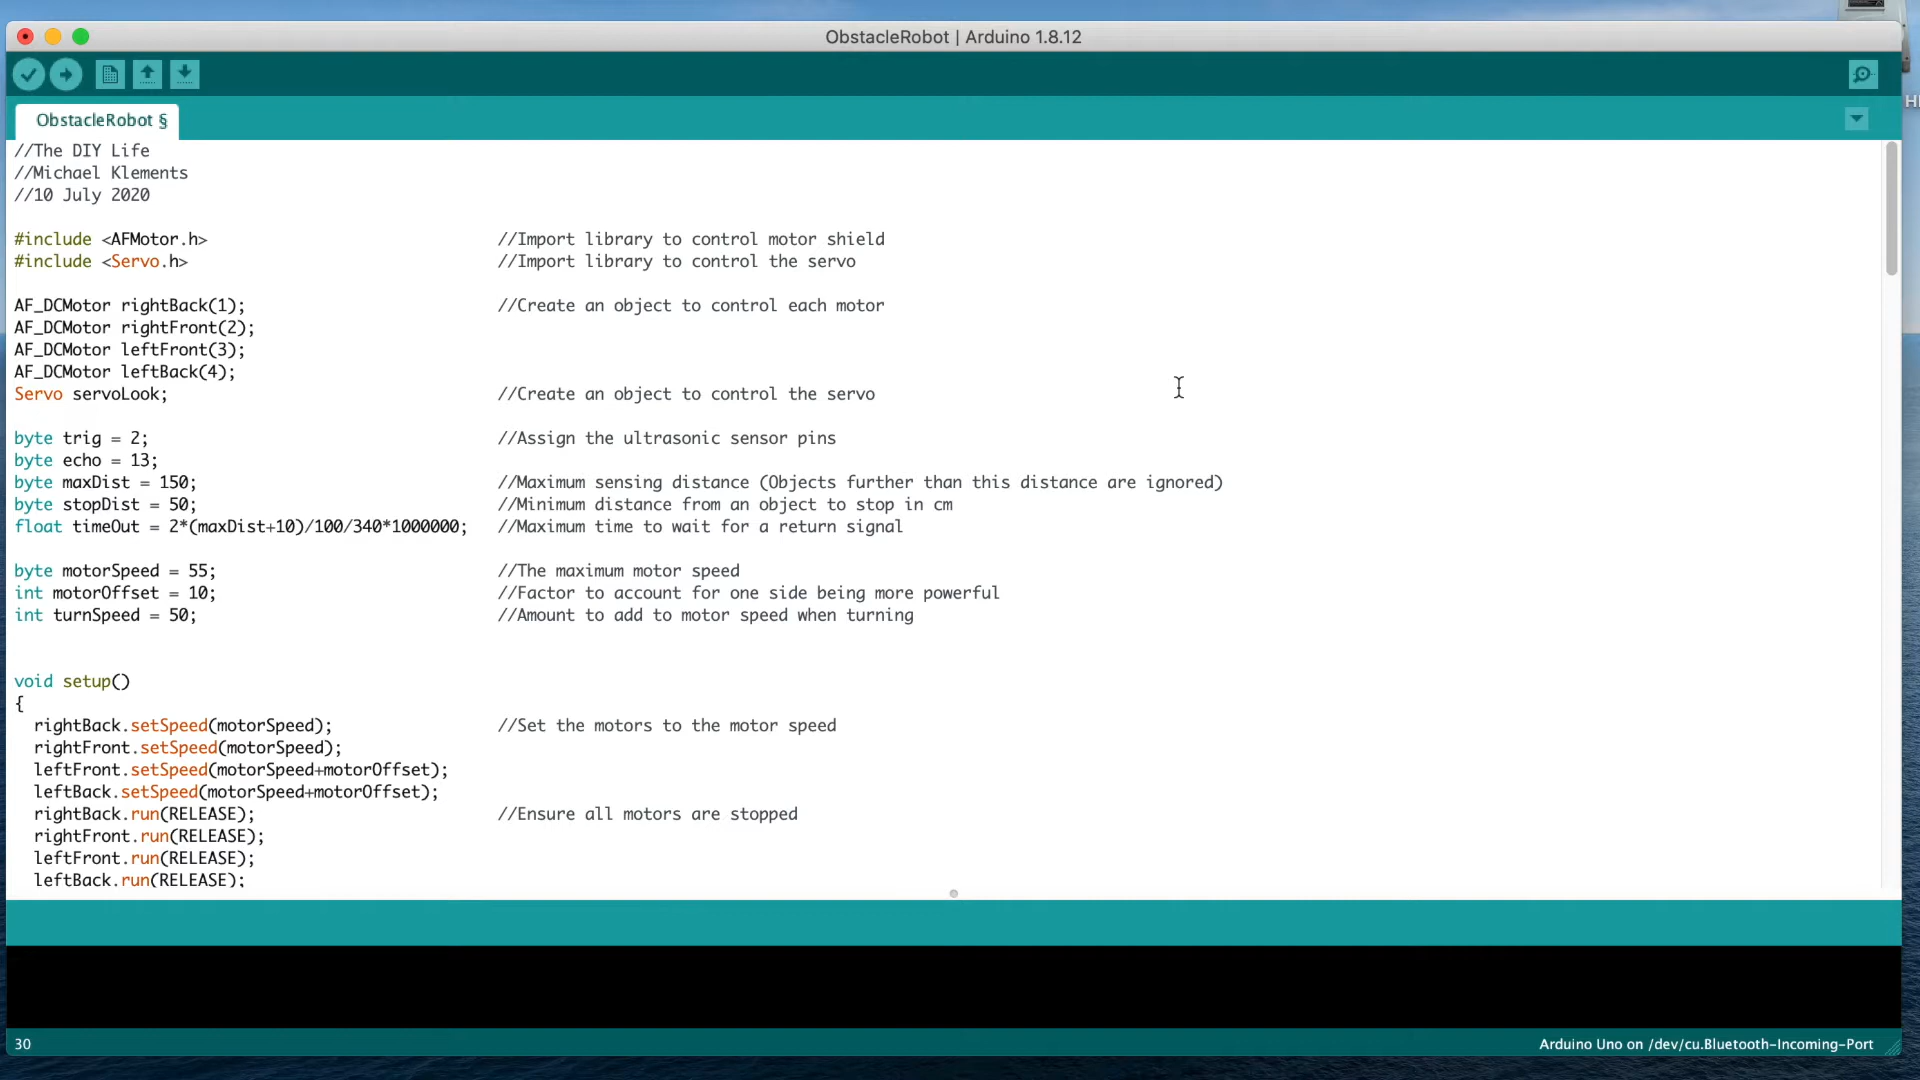 ObstacleRobot | Arduino 1.8.12
ObstacleRobot §
//The DIY Life
//Michael Klements
//10 July 2020
#include <AFMotor.h> //Import library to control motor shield
#include <Servo.h> //Import library to control the servo
AF_DCMotor rightBack(1); //Create an object to control each motor
AF_DCMotor rightFront(2);
AF_DCMotor leftFront(3);
AF_DCMotor leftBack(4);
Servo servoLook; //Create an object to control the servo
byte trig = 2; //Assign the ultrasonic sensor pins
byte echo = 13;
byte maxDist = 150; //Maximum sensing distance (Objects further than this distance are ignored)
byte stopDist = 50; //Minimum distance from an object to stop in cm
float timeOut = 2*(maxDist+10)/100/340*1000000; //Maximum time to wait for a return signal
byte motorSpeed = 55; //The maximum motor speed
int motorOffset = 10; //Factor to account for one side being more powerful
int turnSpeed = 50; //Amount to add to motor speed when turning
void setup()
{
rightBack.setSpeed(motorSpeed); //Set the motors to the motor speed
rightFront.setSpeed(motorSpeed);
leftFront.setSpeed(motorSpeed+motorOffset);
leftBack.setSpeed(motorSpeed+motorOffset);
rightBack.run(RELEASE); //Ensure all motors are stopped
rightFront.run(RELEASE);
leftFront.run(RELEASE);
leftBack.run(RELEASE);
30 Arduino Uno on /dev/cu.Bluetooth-Incoming-Port